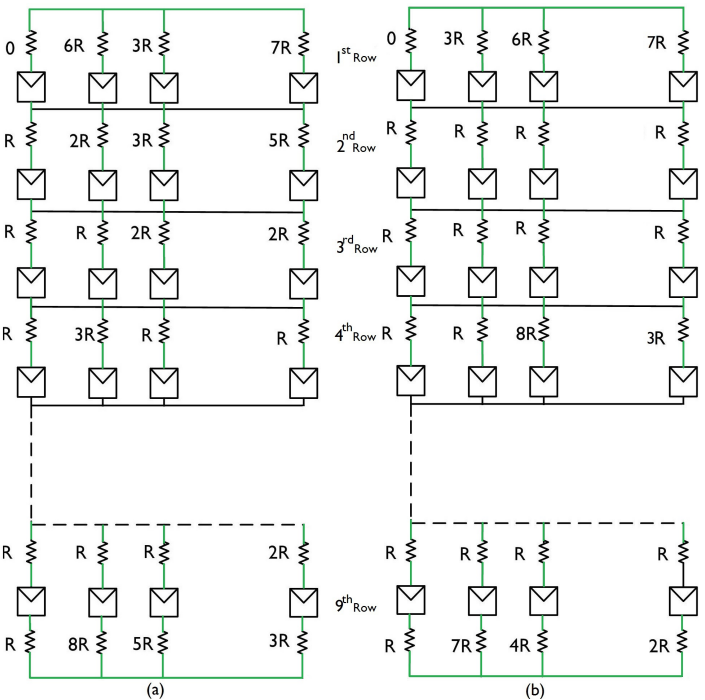 0 6R 3R 7R 1st Row 0 3R 6R 7R
R 2R 3R 5R 2nd Row R R R R
R R 2R 2R 3rd Row R R R R
R 3R R R 4th Row R R 8R 3R
R R R 2R R R R R
9th Row
R 8R 5R 3R R 7R 4R 2R
(a) (b)